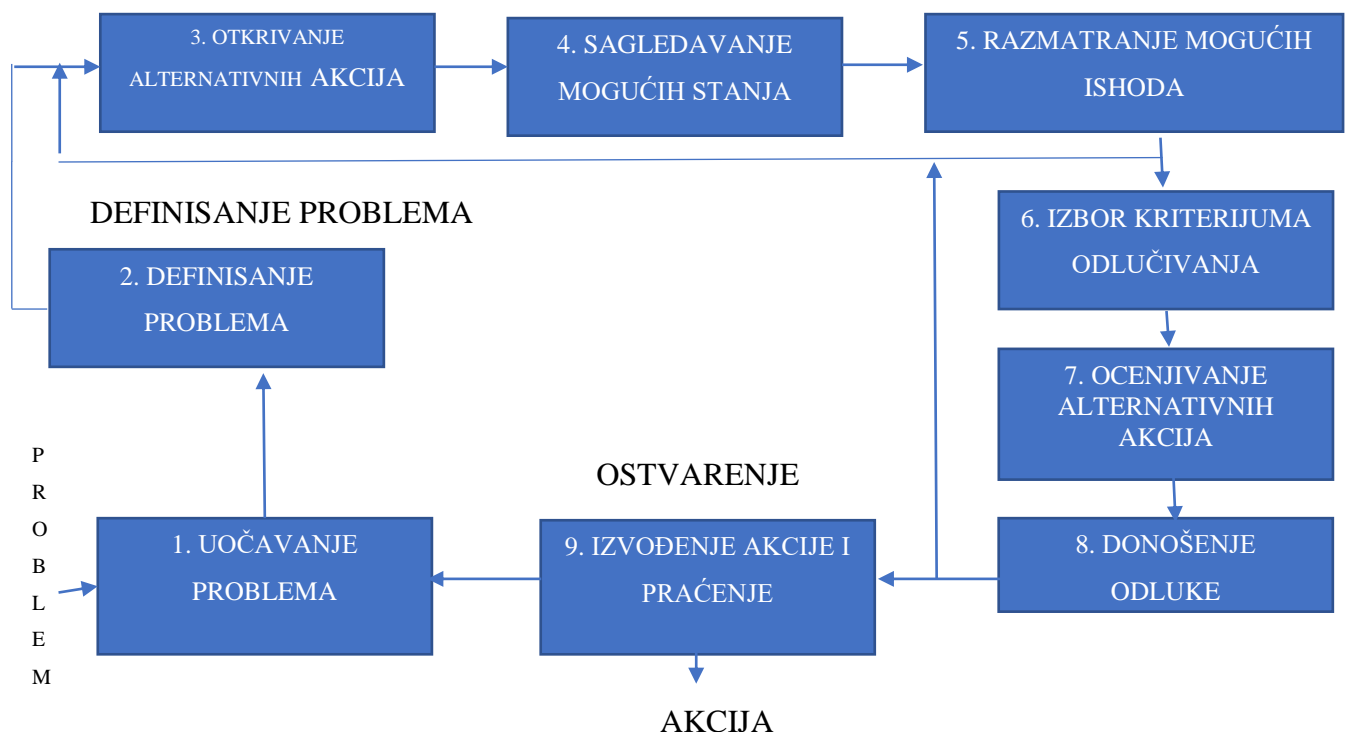 3. OTKRIVANJE
ALTERNATIVNIH AKCIJA
4. SAGLEDAVANJE
MOGUĆIH STANJA
5. RAZMATRANJE MOGUĆIH
ISHODA
DEFINISANJE PROBLEMA
2. DEFINISANJE
PROBLEMA
6. IZBOR KRITERIJUMA
ODLUČIVANJA
7. OCENJIVANJE
ALTERNATIVNIH
AKCIJA
P
R
O
B
L
E
M
OSTVARENJE
1. UOČAVANJE
PROBLEMA
9. IZVOĐENJE AKCIJE I
PRAĆENJE
8. DONOŠENJE
ODLUKE
AKCIJA